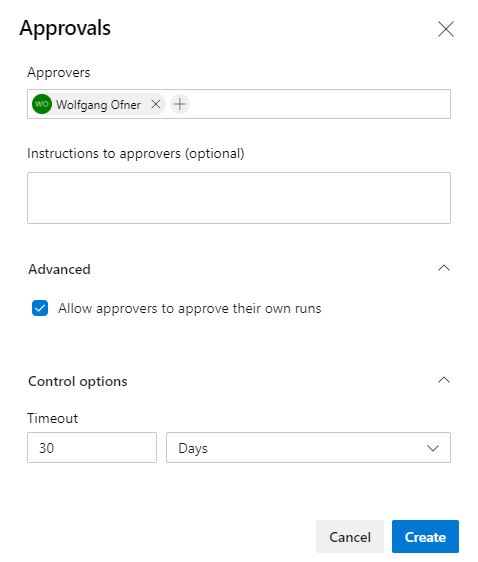 Approvals
Approvers
WO Wolfgang Ofner
Instructions to approvers (optional)
Advanced
Allow approvers to approve their own runs
Control options
Timeout
30 Days
Cancel Create